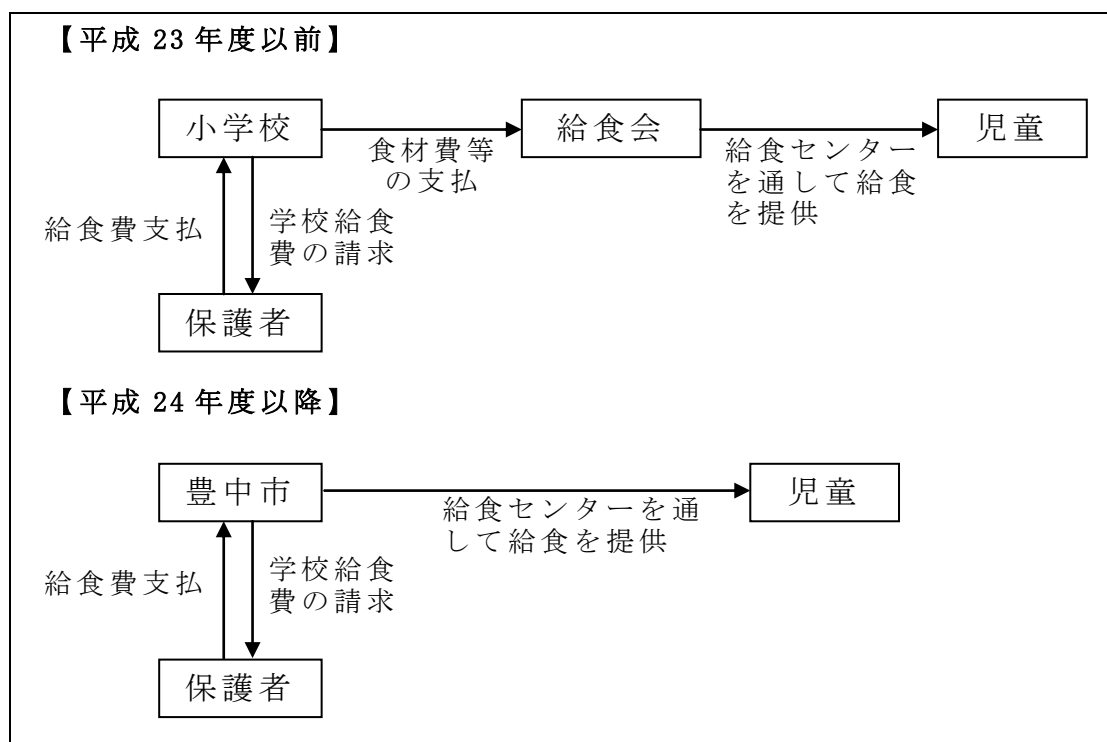 【平成 23 年度以前】
小学校
給食会
児童
食材費等
の支払
給食センター
を通して給食
を提供
給食費支払
学校給食
費の請求
保護者
【平成 24 年度以降】
豊中市
児童
給食センターを通
して給食を提供
給食費支払
学校給食
費の請求
保護者